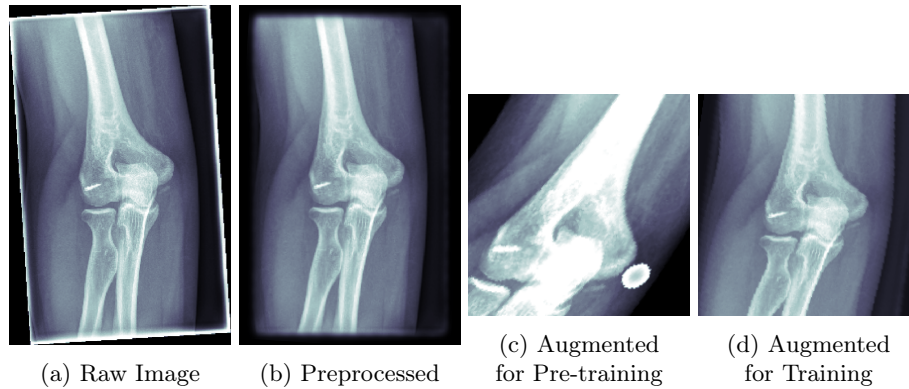 (a) Raw Image
(b) Preprocessed
(c) Augmented
for Pre-training
(d) Augmented
for Training